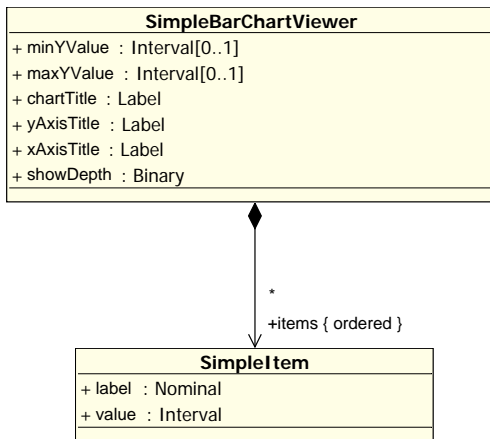 SimpleBarChartViewer
+ minYValue : Interval[0..1]
+ maxYValue : Interval[0..1]
+ chartTitle : Label
+ yAxisTitle : Label
+ xAxisTitle : Label
+ showDepth : Binary
*
+items { ordered }
SimpleItem
+ label : Nominal
+ value : Interval